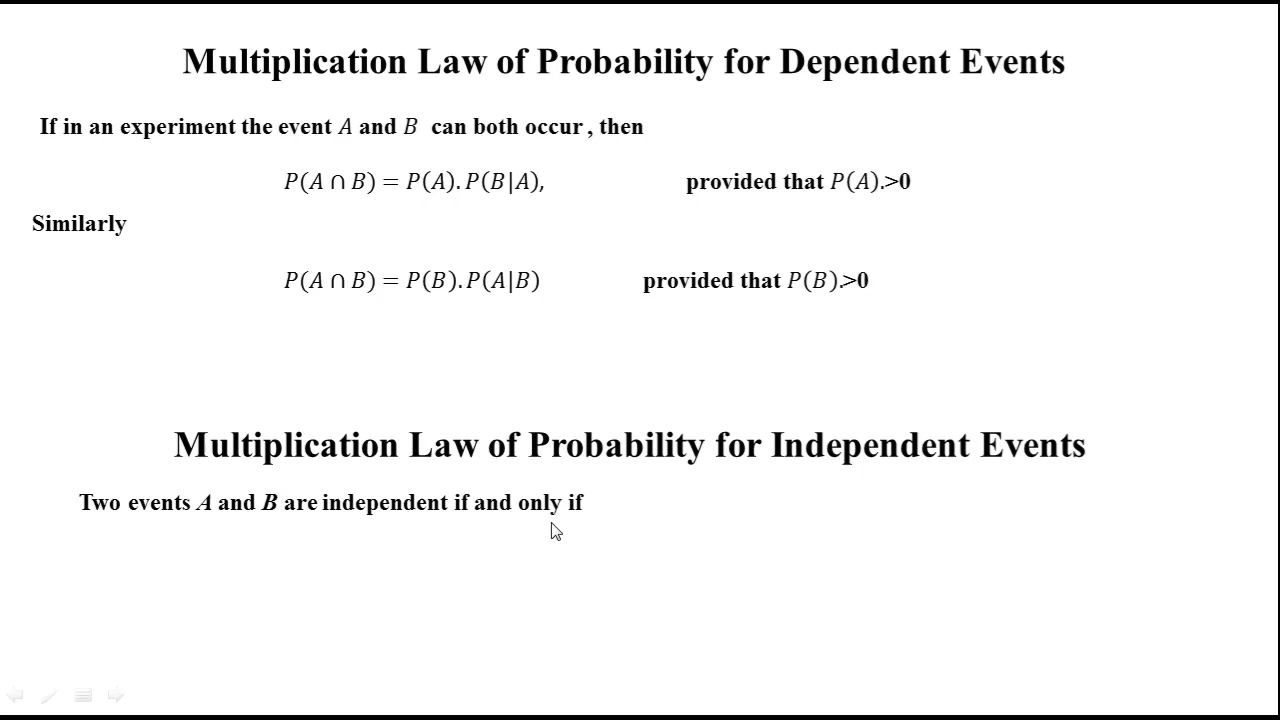 Multiplication Law of Probability for Dependent Events
If in an experiment the event A and B can both occur , then
P(A ∩ B) = P(A). P(B|A), provided that P(A).>0
Similarly
P(A ∩ B) = P(B). P(A|B) provided that P(B).>0
Multiplication Law of Probability for Independent Events
Two events A and B are independent if and only if